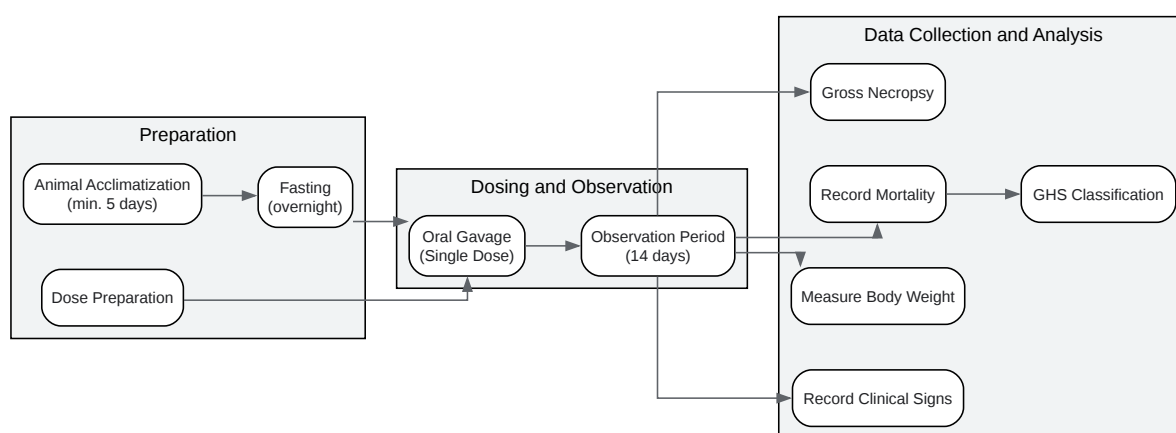 Preparation
Animal Acclimatization
(min. 5 days)
Fasting
(overnight)
Dose Preparation
Dosing and Observation
Oral Gavage
(Single Dose)
Observation Period
(14 days)
Data Collection and Analysis
Gross Necropsy
Record Mortality
GHS Classification
Measure Body Weight
Record Clinical Signs